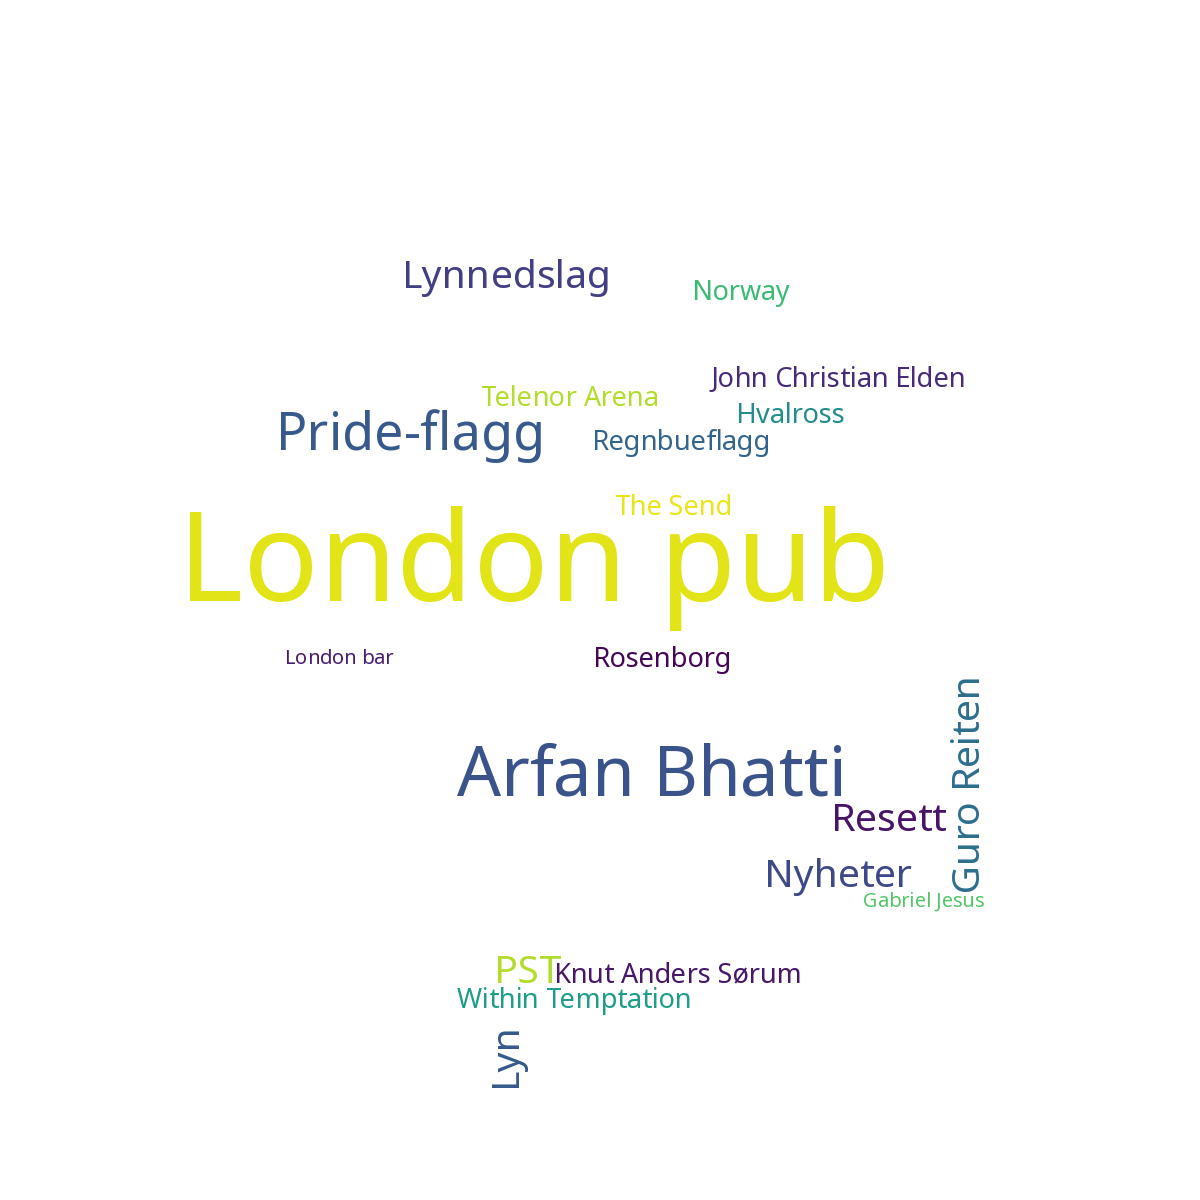 Lynnedslag
Norway
John Christian Elden
Telenor Arena
Hvalross
Pride-flagg
Regnbueflagg
The Send
London pub
London bar
Rosenborg
Guro Reiten
Arfan Bhatti
Resett
Nyheter
Gabriel Jesus
PST
Knut Anders Sørum
Within Temptation
Lyn